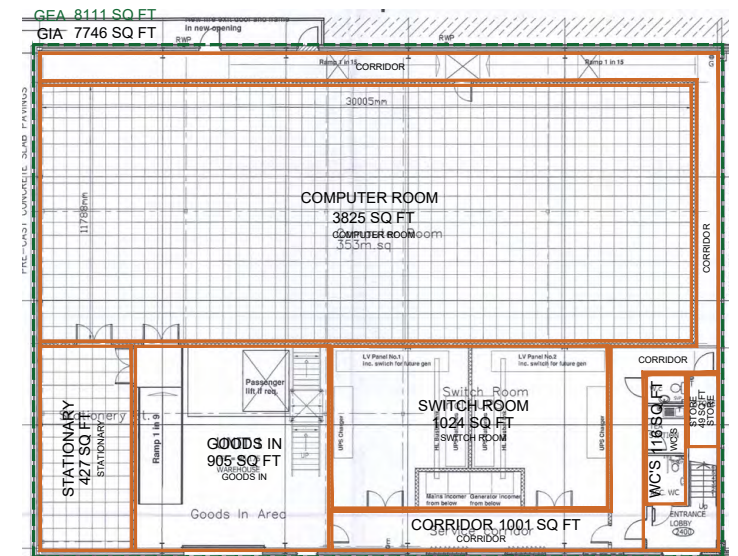 GEA 8111 SQ FT
GIA 7746 SQ FT
in new opening
RWP
RWP
Ramp 1 in 15
CORRIDOR
Ramp 1 in 15
30005mm
PRE-CAST CONCRETE SLAB PAVINGS
11788mm
COMPUTER ROOM
3825 SQ FT
COMPUTER ROOM
353m.sq
CORRIDOR
CORRIDOR
LV Panel No.1
inc. switch for future gen
LV Panel No.2
inc. switch for future gen
Passenger
lift if req.
Switch Room
SWITCH ROOM
1024 SQ FT
SWITCH ROOM
STATIONARY
427 SQ FT
STATIONARY
Ramp 1 in 9
UP
GOODS IN
905 SQ FT
WAREHOUSE
GOODS IN
Goods In Area
UPS Charger
UPS Charger
WC'S 116 SQ FT
WC'S
STORE
49 SQ FT
STORE
WC
Mains Incomer
from below
Generator Incomer
from below
Up
ENTRANCE
LOBBY
2400
CORRIDOR 1001 SQ FT
Service Corridor
CORRIDOR
E